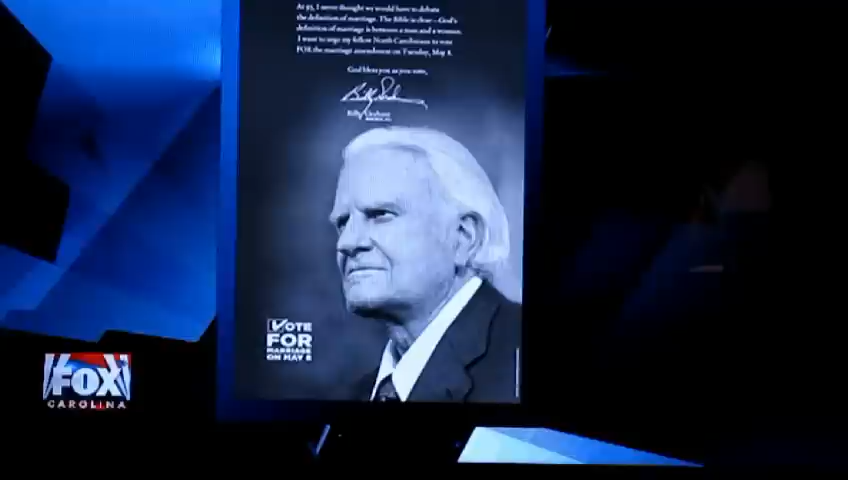 At 93, I never thought we would have to debate
the definition of marriage. The Bible is clear—God's
definition of marriage is between a man and a woman.
I want to urge my fellow North Carolinians to vote
FOR the marriage amendment on Tuesday, May 8.
God bless you as you vote,
Billy Graham
VOTE
FOR
MARRIAGE
ON MAY 8
FOX
CAROLINA